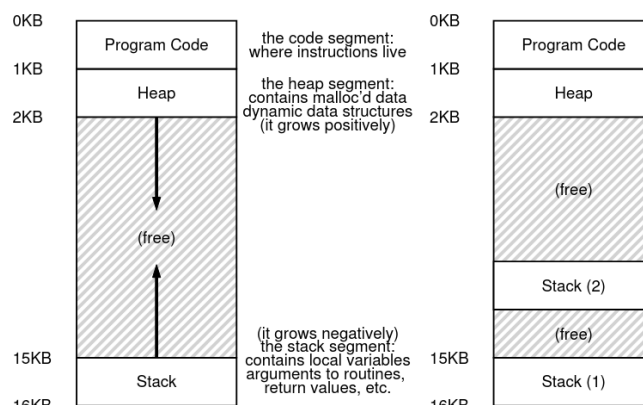 0KB
Program Code
the code segment:
where instructions live
1KB
Heap
the heap segment:
contains malloc'd data
dynamic data structures
(it grows positively)
2KB
(free)
(it grows negatively)
the stack segment:
contains local variables
arguments to routines,
return values, etc.
15KB
Stack
16KB
0KB
Program Code
1KB
Heap
2KB
(free)
Stack (2)
(free)
15KB
Stack (1)
16KB